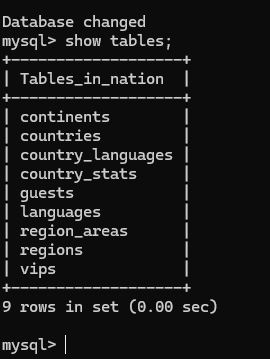 Database changed
mysql> show tables;
+-------------------+
| Tables_in_nation  |
+-------------------+
| continents        |
| countries         |
| country_languages |
| country_stats     |
| guests            |
| languages         |
| region_areas      |
| regions           |
| vips              |
+-------------------+
9 rows in set (0.00 sec)
mysql>